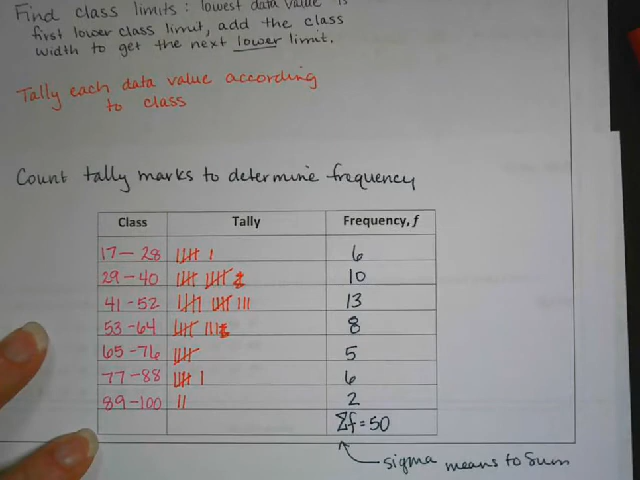 Find class limits: lowest data value is
first lower class limit, add the class
width to get the next lower limit.
Tally each data value according
to class
Count tally marks to determine frequency
Class Tally Frequency, f
17 – 28 6
29 – 40 10
41 – 52 13
53 – 64 8
65 – 76 5
77 – 88 6
89 – 100 2
Σf = 50
sigma means to sum